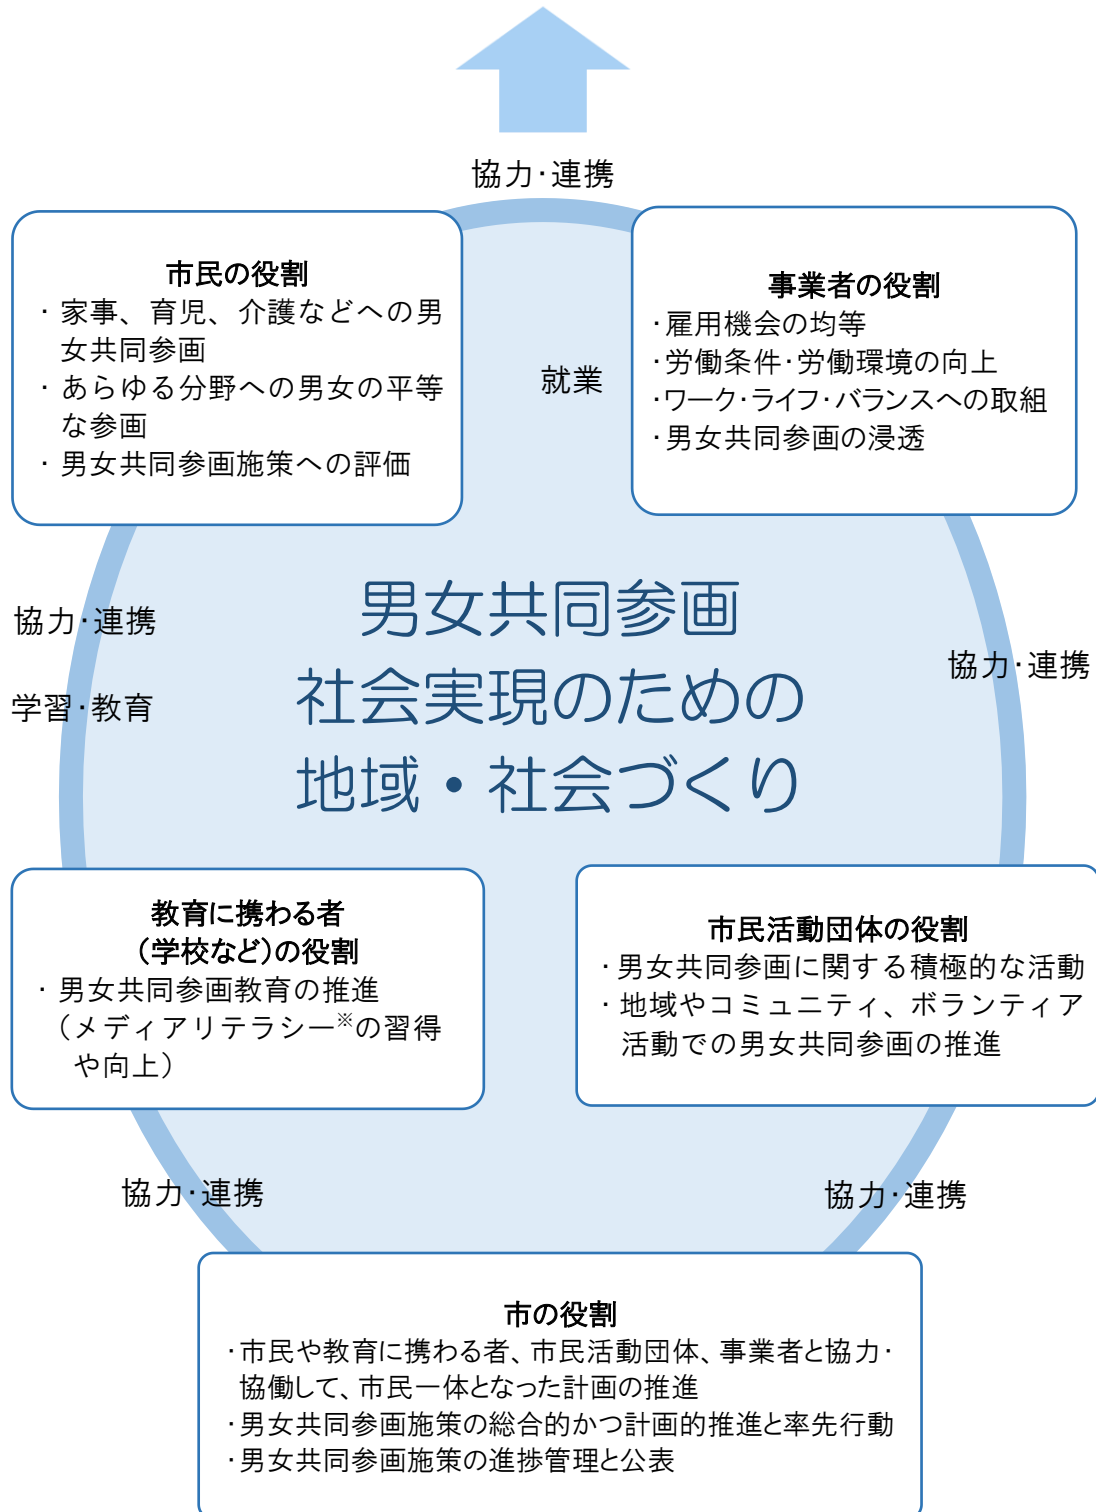 協力・連携
市民の役割
・家事、育児、介護などへの男
女共同参画
・あらゆる分野への男女の平等
な参画
・男女共同参画施策への評価
事業者の役割
・雇用機会の均等
・労働条件・労働環境の向上
・ワーク・ライフ・バランスへの取組
・男女共同参画の浸透
就業
男女共同参画
社会実現のための
地域・社会づくり
協力・連携
学習・教育
協力・連携
教育に携わる者
（学校など）の役割
・男女共同参画教育の推進
（メディアリテラシー※の習得
や向上）
市民活動団体の役割
・男女共同参画に関する積極的な活動
・地域やコミュニティ、ボランティア
活動での男女共同参画の推進
協力・連携
協力・連携
市の役割
・市民や教育に携わる者、市民活動団体、事業者と協力・
協働して、市民一体となった計画の推進
・男女共同参画施策の総合的かつ計画的推進と率先行動
・男女共同参画施策の進捗管理と公表